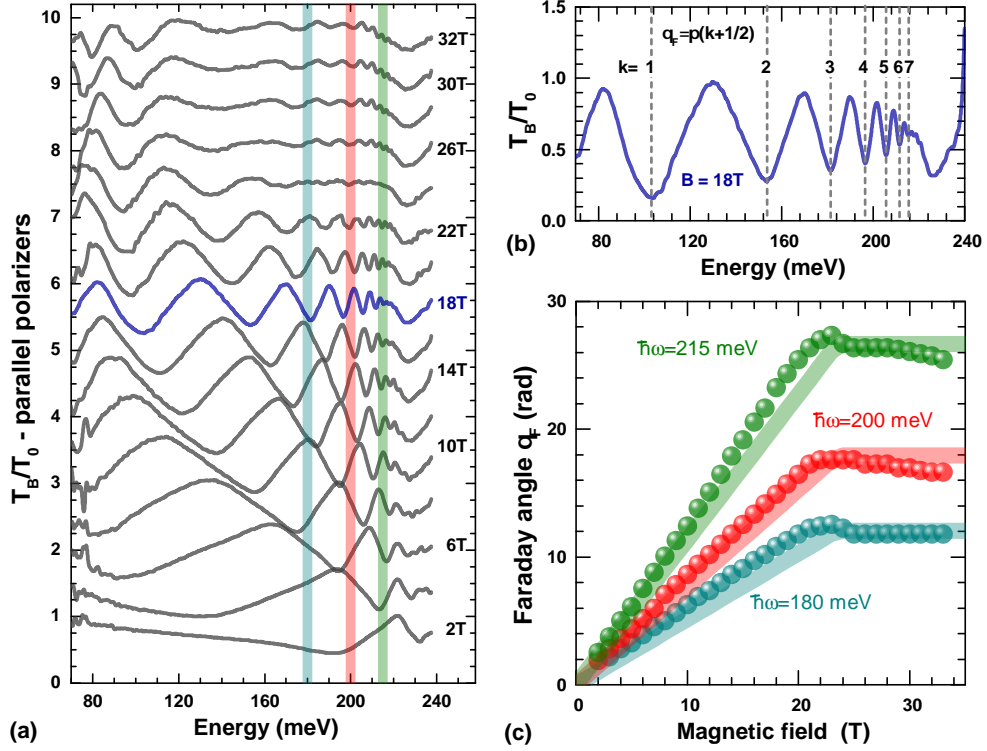 32T
30T
26T
22T
18T
14T
10T
6T
2T
10
9
8
7
6
5
4
3
2
1
0
80 120 160 200 240
T_B/T_0 - parallel polarizers
Energy (meV)
(a)
q_F=p(k+1/2)
k= 1 2 3 4 5 6 7
B = 18T
1.5
1.0
0.5
0.0
80 120 160 200 240
T_B/T_0
Energy (meV)
(b)
ħω=215 meV
ħω=200 meV
ħω=180 meV
30
20
10
0
0 10 20 30
Faraday angle q_F (rad)
Magnetic field (T)
(c)